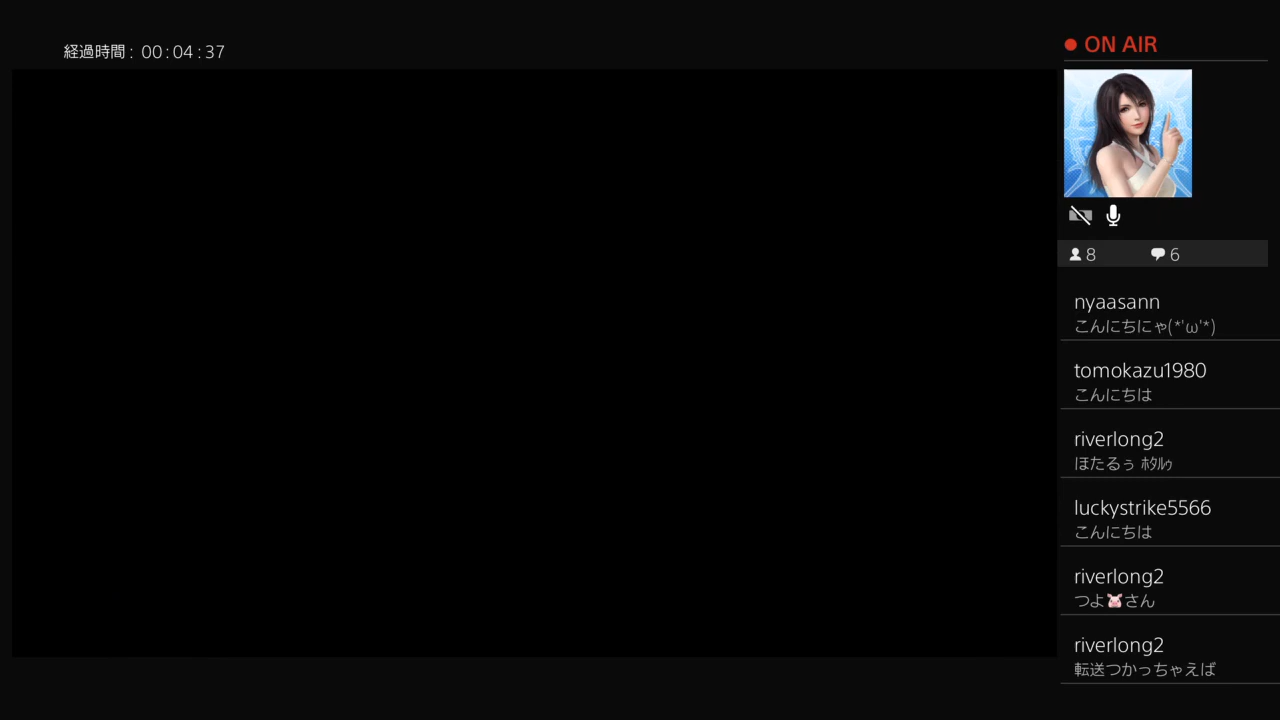 経過時間 : 00:04:37
ON AIR
8 6
nyaasann
こんにちにゃ(*'ω'*)
tomokazu1980
こんにちは
riverlong2
ほたるぅ ﾎﾀﾙｩ
luckystrike5566
こんにちは
riverlong2
つよ🐷さん
riverlong2
転送つかっちゃえば